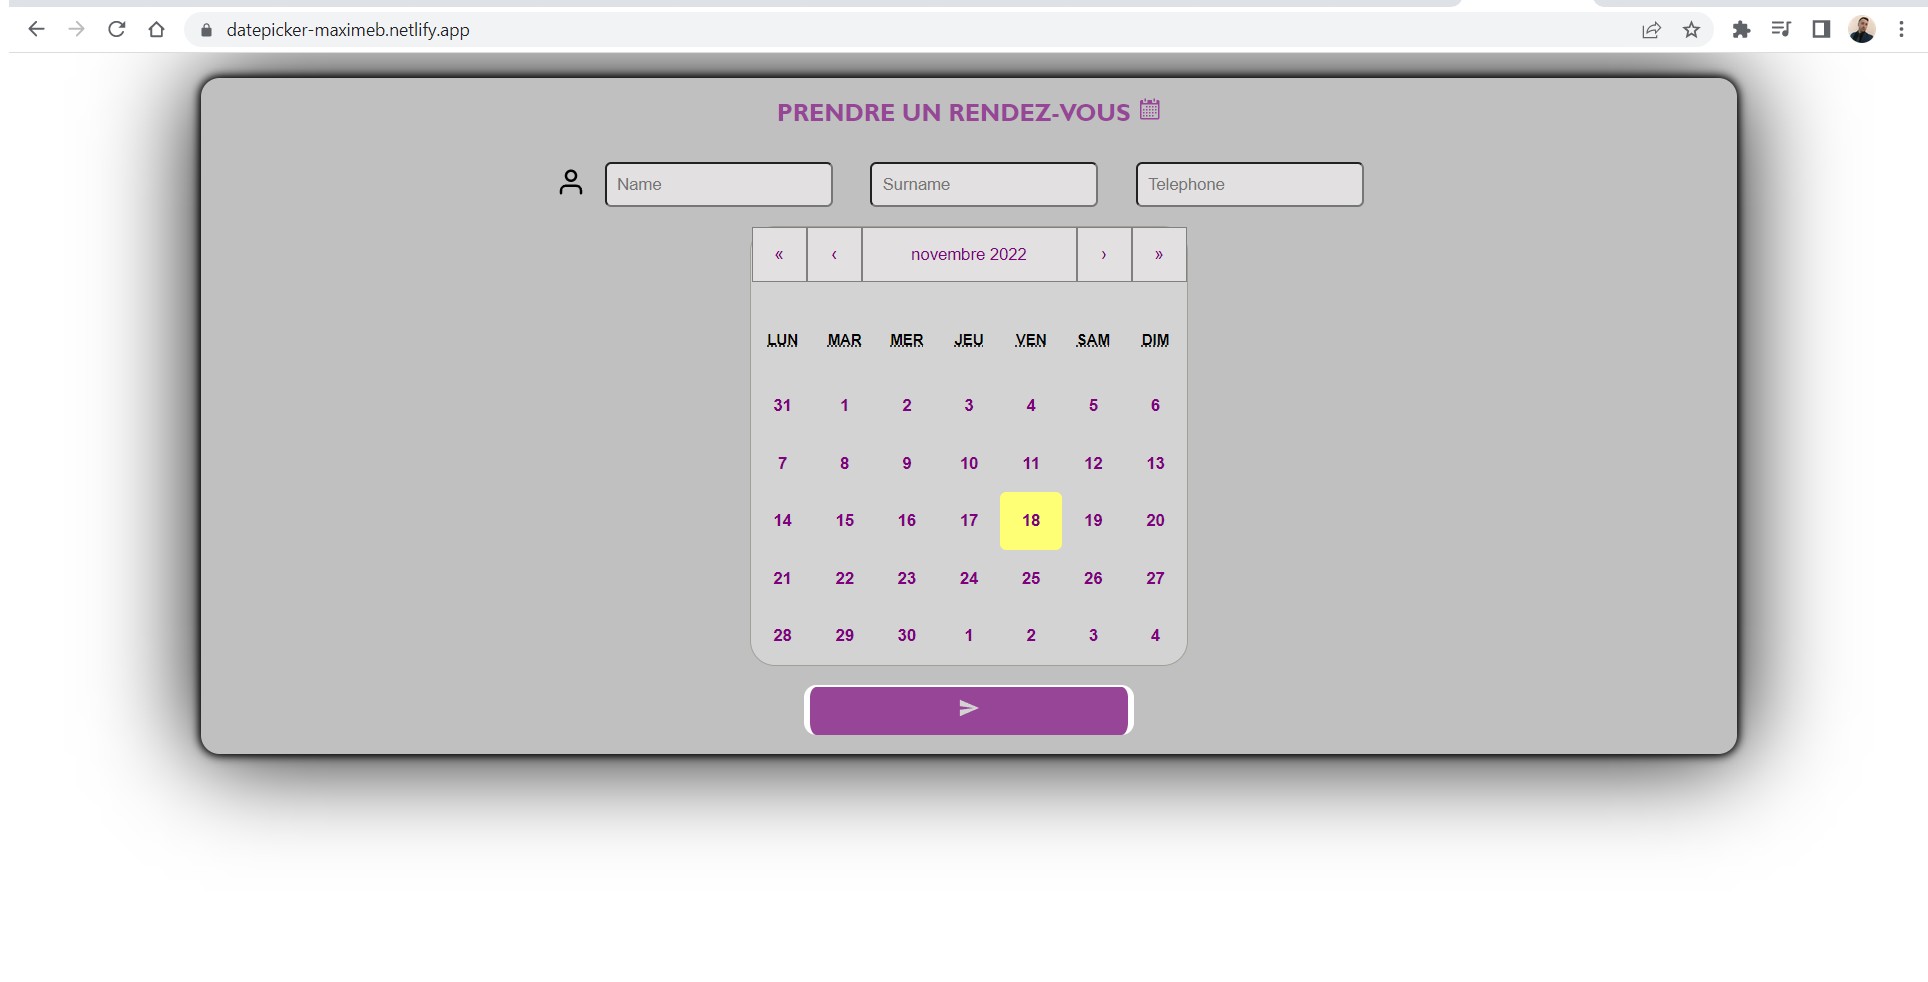 datepicker-maximeb.netlify.app
PRENDRE UN RENDEZ-VOUS
Name Surname Telephone
« ‹ novembre 2022 › »
LUN MAR MER JEU VEN SAM DIM
31 1 2 3 4 5 6
7 8 9 10 11 12 13
14 15 16 17 18 19 20
21 22 23 24 25 26 27
28 29 30 1 2 3 4